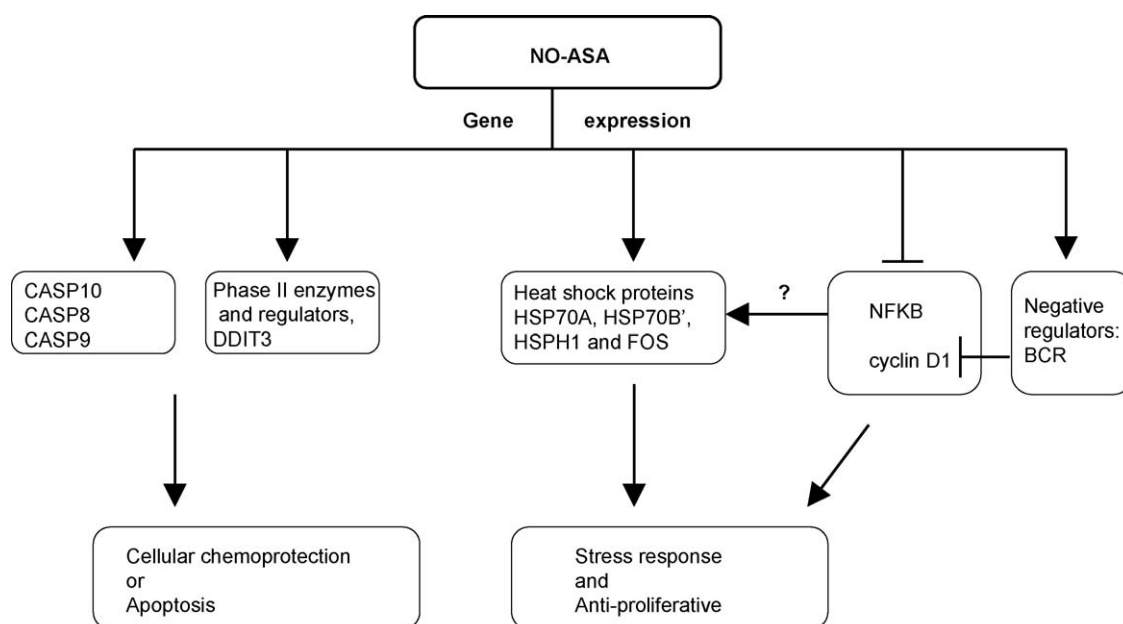 NO-ASA
Gene expression
CASP10
CASP8
CASP9
Phase II enzymes
and regulators,
DDIT3
Heat shock proteins
HSP70A, HSP70B’,
HSPH1 and FOS
?
NFKB
cyclin D1
Negative
regulators:
BCR
Cellular chemoprotection
or
Apoptosis
Stress response
and
Anti-proliferative